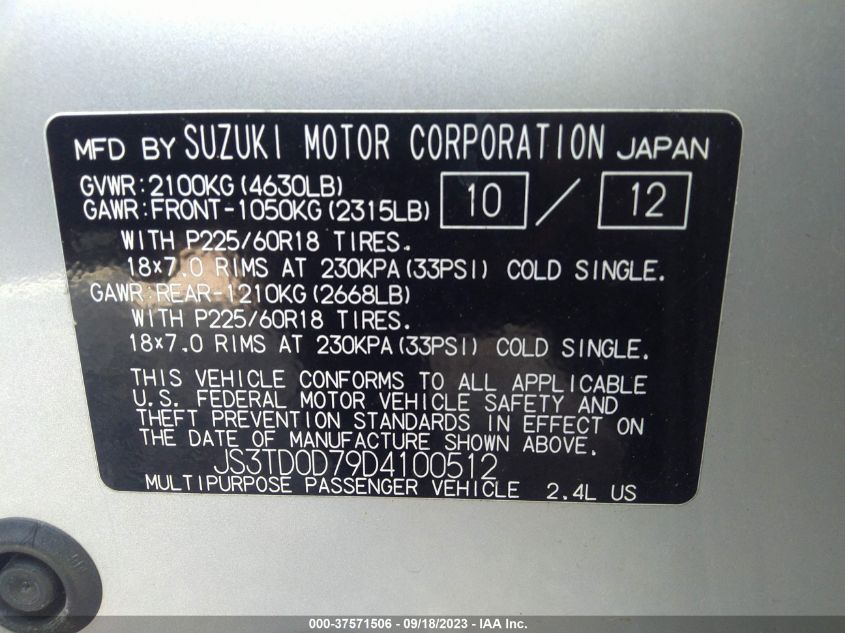 MFD BY SUZUKI MOTOR CORPORATION JAPAN
GVWR:2100KG(4630LB) 10 / 12
GAWR:FRONT-1050KG(2315LB)
WITH P225/60R18 TIRES.
18×7.0 RIMS AT 230KPA(33PSI) COLD SINGLE.
GAWR:REAR-1210KG(2668LB)
WITH P225/60R18 TIRES.
18×7.0 RIMS AT 230KPA(33PSI) COLD SINGLE.
THIS VEHICLE CONFORMS TO ALL APPLICABLE
U.S. FEDERAL MOTOR VEHICLE SAFETY AND
THEFT PREVENTION STANDARDS IN EFFECT ON
THE DATE OF MANUFACTURE SHOWN ABOVE.
JS3TD0D79D4100512
MULTIPURPOSE PASSENGER VEHICLE 2.4L US
000-37571506 - 09/18/2023 - IAA Inc.